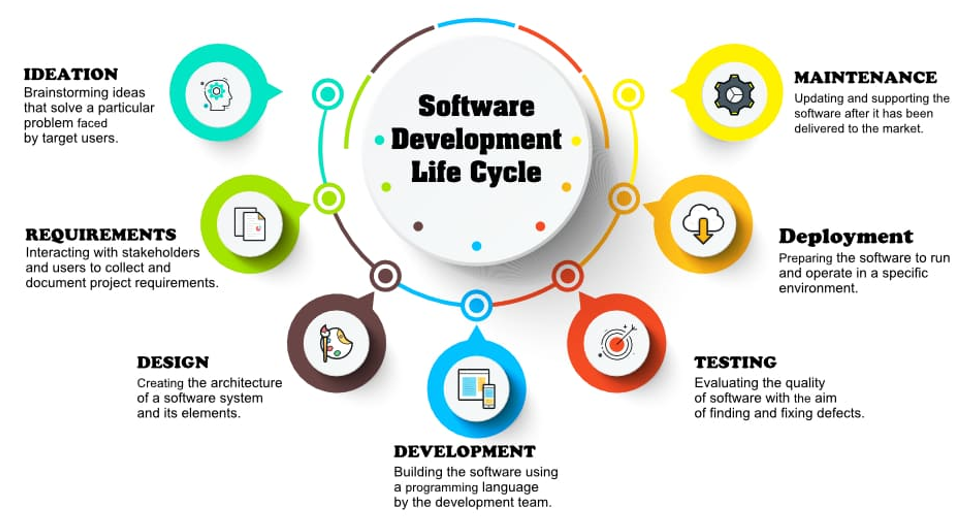 Software
Development
Life Cycle
IDEATION
Brainstorming ideas
that solve a particular
problem faced
by target users.
REQUIREMENTS
Interacting with stakeholders
and users to collect and
document project requirements.
DESIGN
Creating the architecture
of a software system
and its elements.
DEVELOPMENT
Building the software using
a programming language
by the development team.
TESTING
Evaluating the quality
of software with the aim
of finding and fixing defects.
Deployment
Preparing the software to run
and operate in a specific
environment.
MAINTENANCE
Updating and supporting the
software after it has been
delivered to the market.